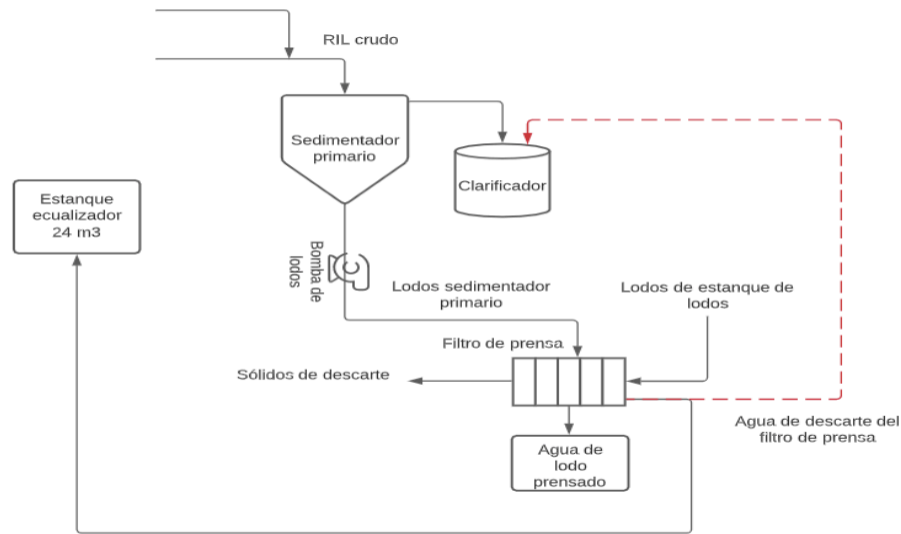 RIL crudo
Sedimentador
primario
Clarificador
Estanque
ecualizador
24 m3
Bomba de
lodos
Lodos sedimentador
primario
Lodos de estanque de
lodos
Filtro de prensa
Sólidos de descarte
Agua de descarte del
filtro de prensa
Agua de
lodo
prensado